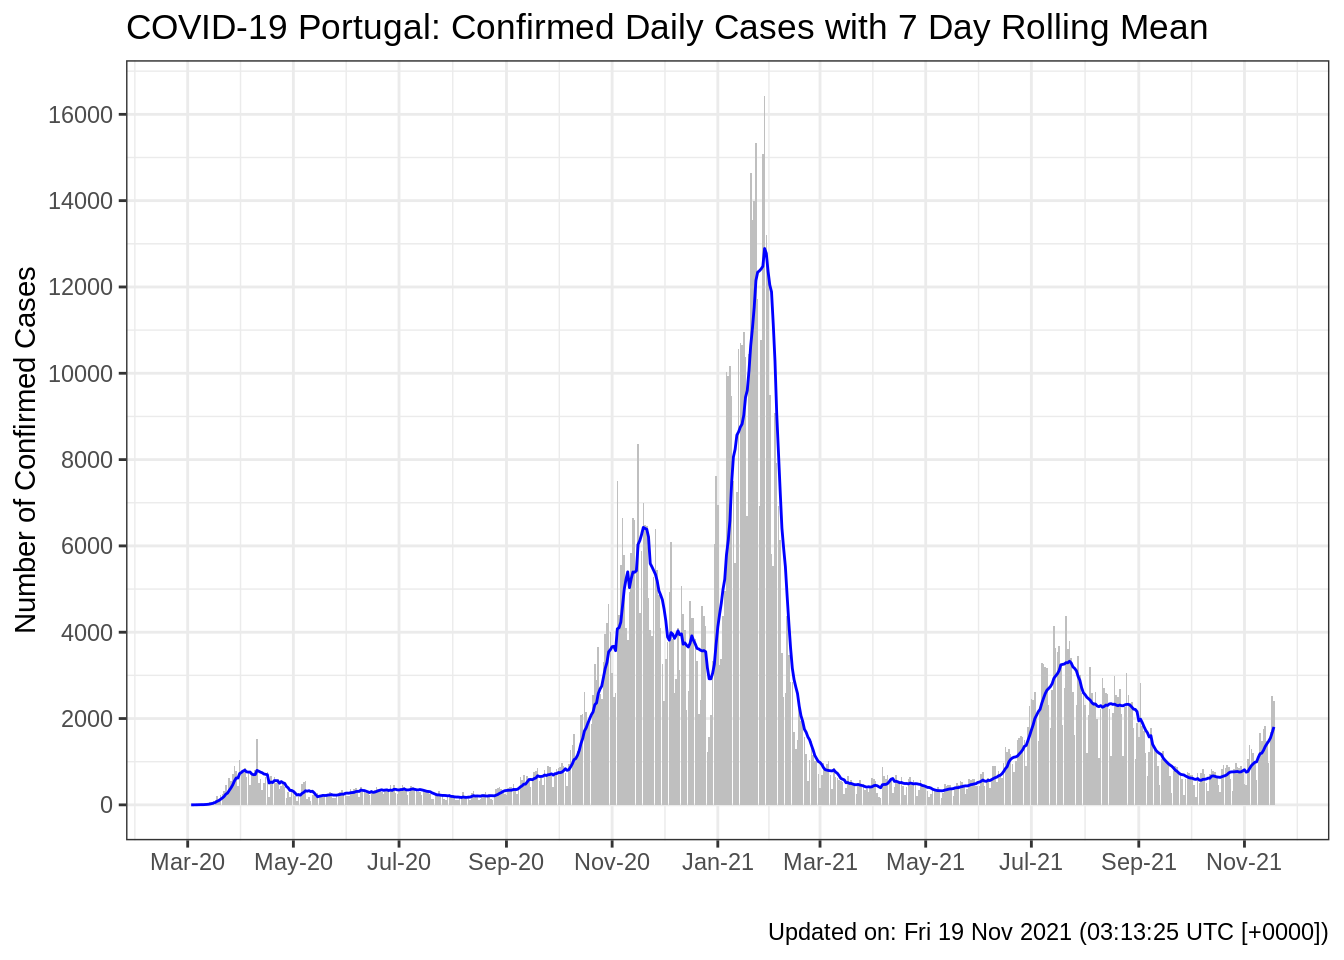 COVID-19 Portugal: Confirmed Daily Cases with 7 Day Rolling Mean
Number of Confirmed Cases
16000
14000
12000
10000
8000
6000
4000
2000
0
Mar-20 May-20 Jul-20 Sep-20 Nov-20 Jan-21 Mar-21 May-21 Jul-21 Sep-21 Nov-21
Updated on: Fri 19 Nov 2021 (03:13:25 UTC [+0000])